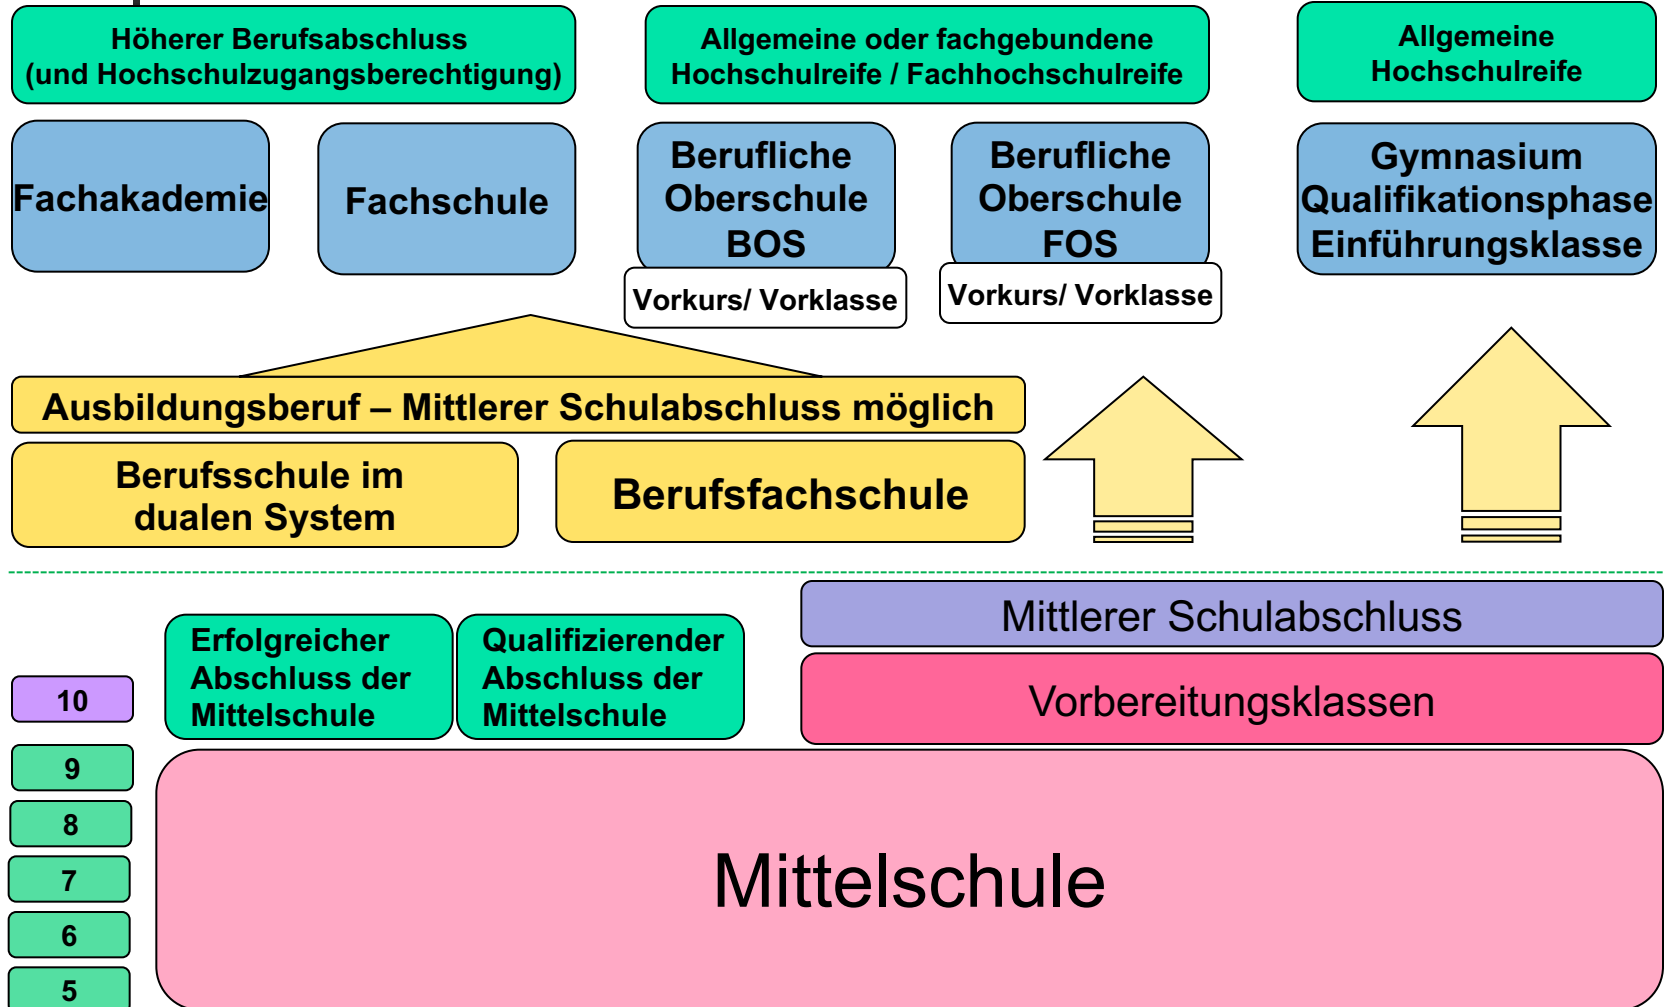 Höherer Berufsabschluss
(und Hochschulzugangsberechtigung)
Allgemeine oder fachgebundene
Hochschulreife / Fachhochschulreife
Allgemeine
Hochschulreife
Fachakademie
Fachschule
Berufliche
Oberschule
BOS
Vorkurs/ Vorklasse
Berufliche
Oberschule
FOS
Vorkurs/ Vorklasse
Gymnasium
Qualifikationsphase
Einführungsklasse
Ausbildungsberuf – Mittlerer Schulabschluss möglich
Berufsschule im
dualen System
Berufsfachschule
Mittlerer Schulabschluss
Erfolgreicher
Abschluss der
Mittelschule
Qualifizierender
Abschluss der
Mittelschule
Vorbereitungsklassen
10
9
8
7
6
5
Mittelschule